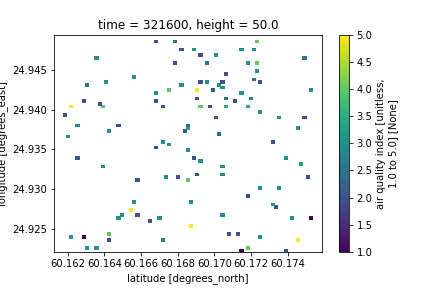 time = 321600, height = 50.0
24.945
24.940
24.935
24.930
24.925
longitude [degrees_east]
60.162 60.164 60.166 60.168 60.170 60.172 60.174
latitude [degrees_north]
5.0
4.5
4.0
3.5
3.0
2.5
2.0
1.5
1.0
air quality index [unitless,
1.0 to 5.0] [None]